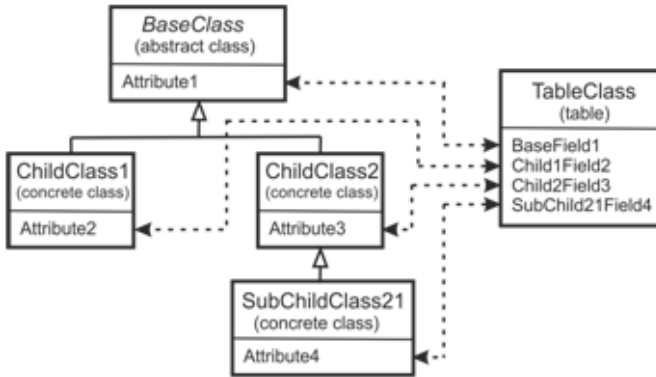 BaseClass
(abstract class)
Attribute1
TableClass
(table)
BaseField1
Child1Field2
Child2Field3
SubChild21Field4
ChildClass1
(concrete class)
Attribute2
ChildClass2
(concrete class)
Attribute3
SubChildClass21
(concrete class)
Attribute4